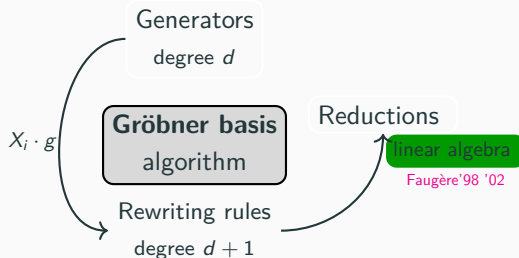 Generators
degree d
X_i · g
Gröbner basis
algorithm
Reductions
linear algebra
Faugère'98 '02
Rewriting rules
degree d + 1